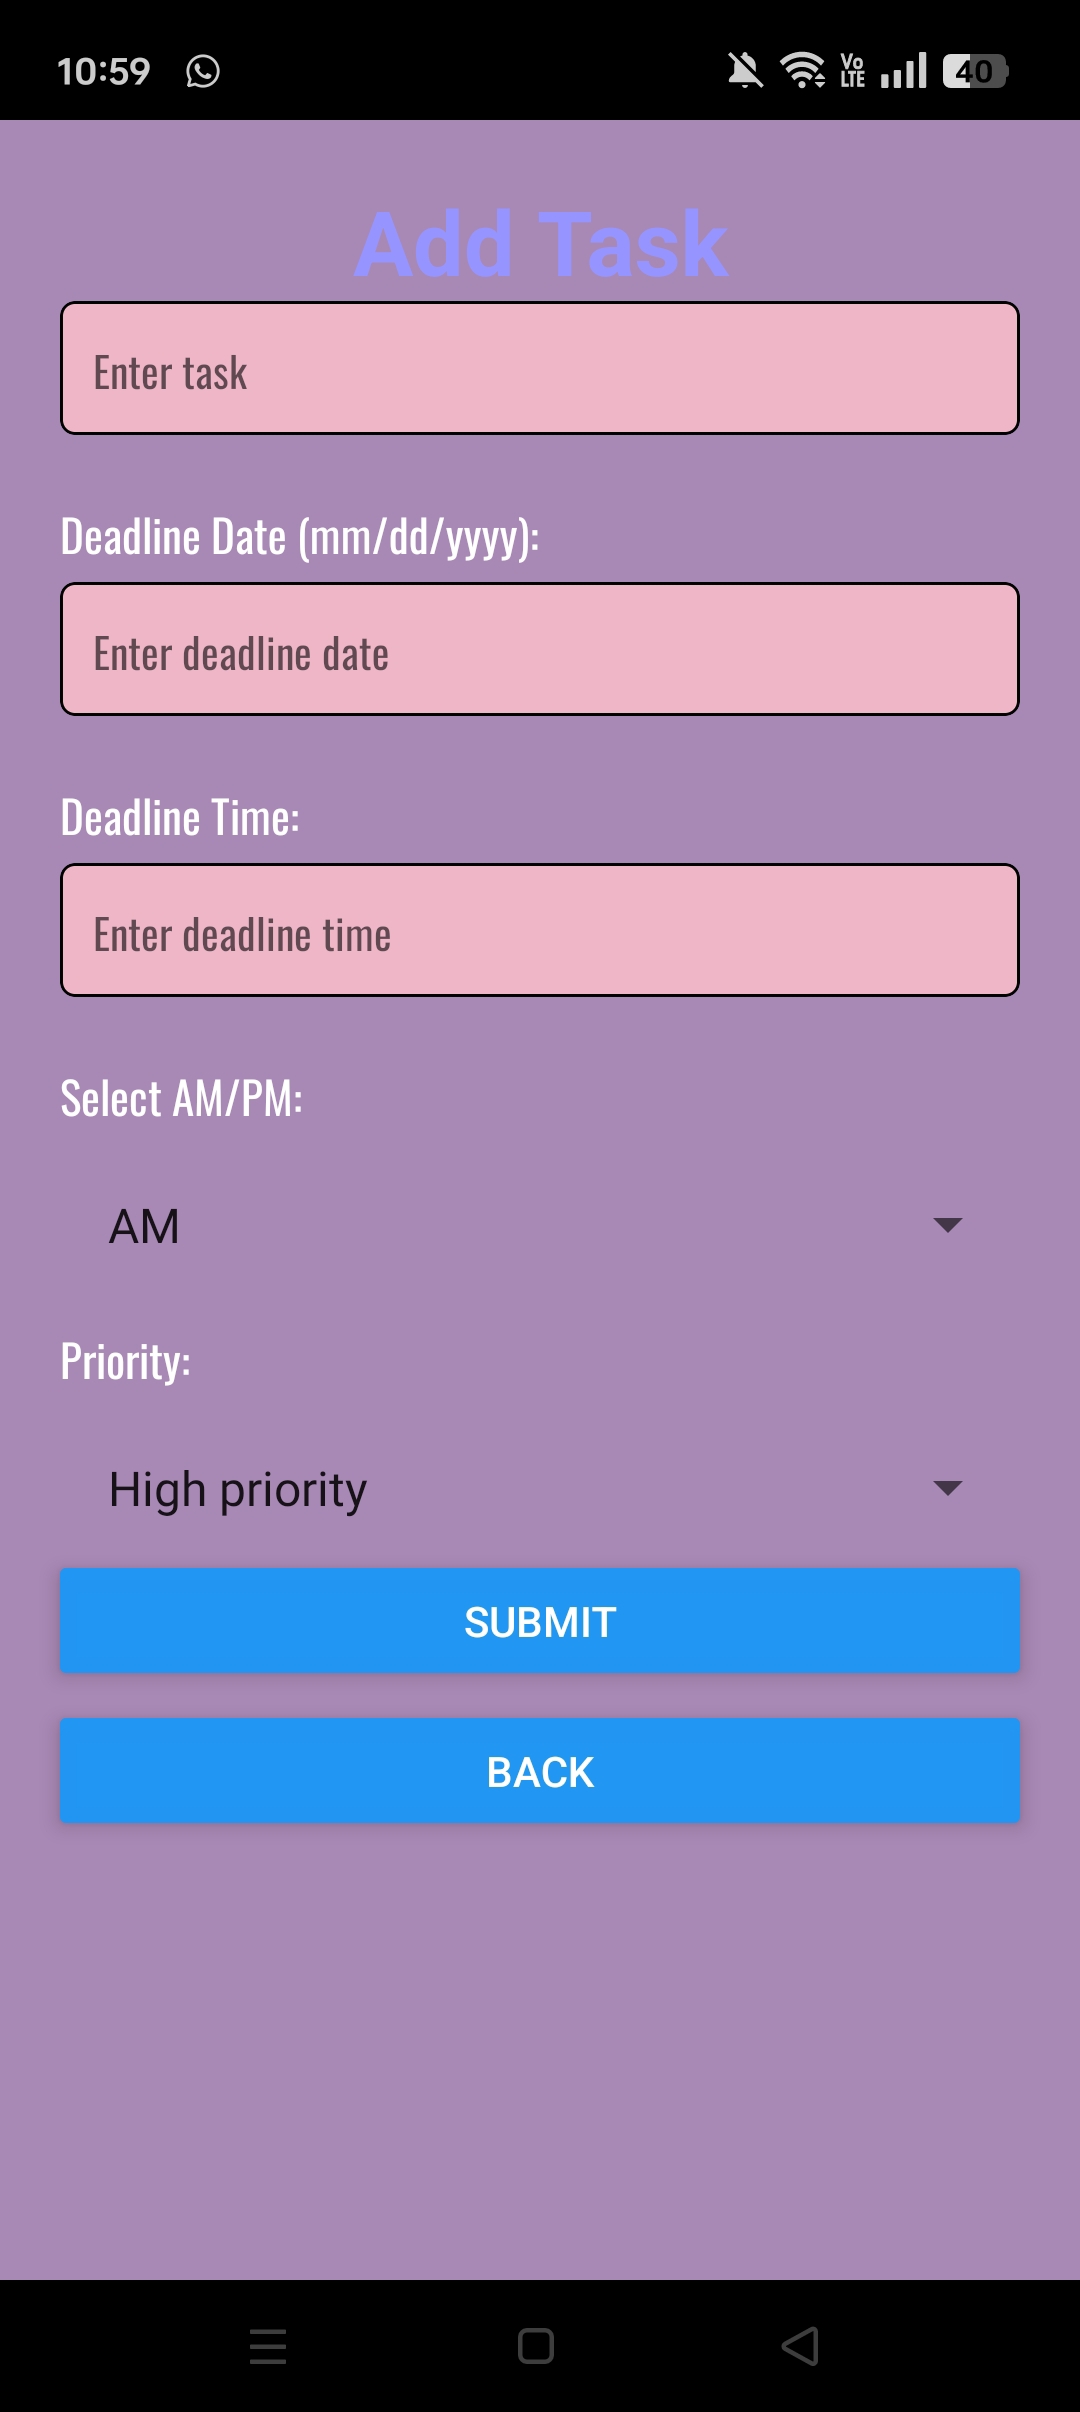 10:59 Vo LTE 40
Add Task
Enter task
Deadline Date (mm/dd/yyyy):
Enter deadline date
Deadline Time:
Enter deadline time
Select AM/PM:
AM
Priority:
High priority
SUBMIT
BACK